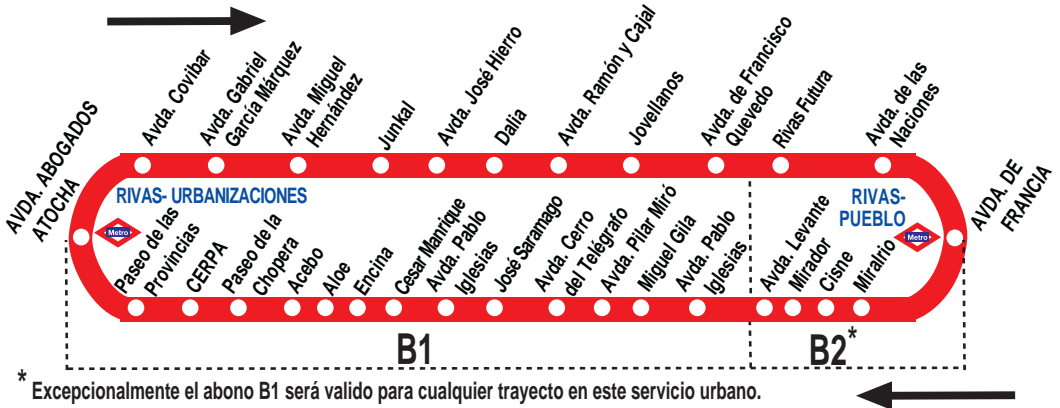 Avda. Covibar
Avda. Gabriel
García Márquez
Avda. Miguel
Hernández
Junkal
Avda. José Hierro
Dalia
Avda. Ramón y Cajal
Jovellanos
Avda. de Francisco
Quevedo
Rivas Futura
Avda. de las
Naciones
AVDA. ABOGADOS
ATOCHA
RIVAS- URBANIZACIONES
Metro
RIVAS-
PUEBLO
Metro
AVDA. DE
FRANCIA
Paseo de las
Provincias
CERPA
Paseo de la
Chopera
Acebo
Aloe
Encina
Cesar Manrique
Avda. Pablo
Iglesias
José Saramago
Avda. Cerro
del Telégrafo
Avda. Pilar Miró
Miguel Gila
Avda. Pablo
Iglesias
Avda. Levante
Mirador
Cisne
Miralrio
B1
B2*
* Excepcionalmente el abono B1 será valido para cualquier trayecto en este servicio urbano.